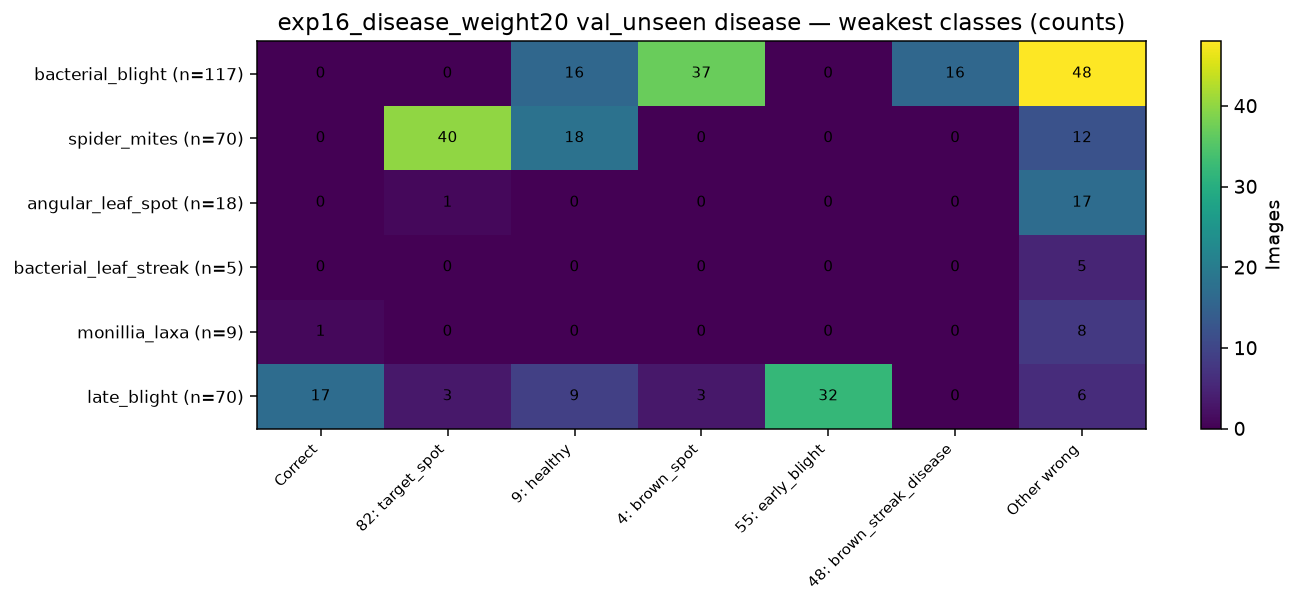 exp16_disease_weight20 val_unseen disease — weakest classes (counts)
bacterial_blight (n=117) 0 0 16 37 0 16 48
spider_mites (n=70) 0 40 18 0 0 0 12
angular_leaf_spot (n=18) 0 1 0 0 0 0 17
bacterial_leaf_streak (n=5) 0 0 0 0 0 0 5
monillia_laxa (n=9) 1 0 0 0 0 0 8
late_blight (n=70) 17 3 9 3 32 0 6
Correct
82: target_spot
9: healthy
4: brown_spot
55: early_blight
48: brown_streak_disease
Other wrong
40
30
20
10
0
Images